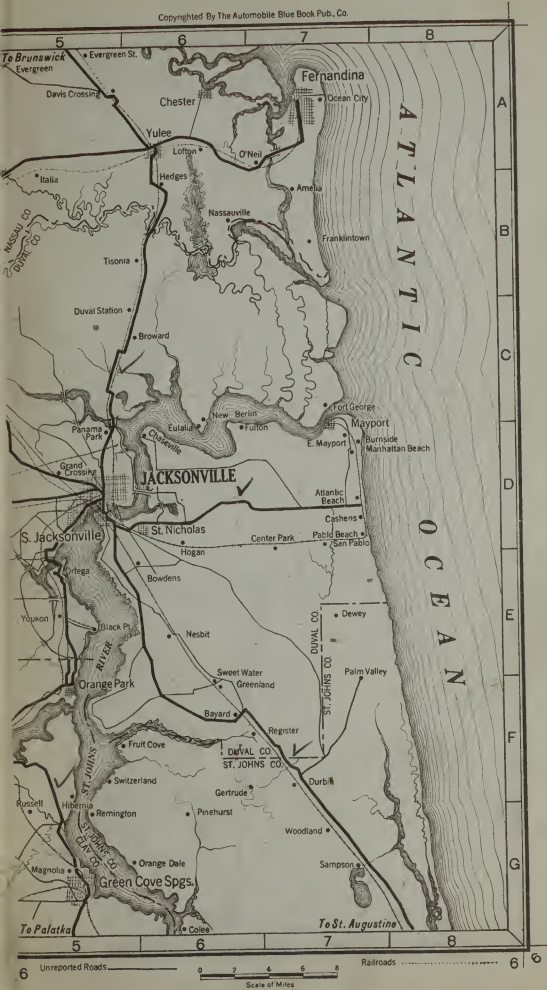 Copyrighted By The Automobile Blue Book Pub., Co.
5 6 7 8
To Brunswick
Evergreen St.
Evergreen
Fernandina
Davis Crossing
Chester
Ocean City
A
Yulee
Lofton
O'Neil
Italia
Hedges
Amelia
Nassauville
NASSAU CO.
DUVAL CO.
Franklintown
B
Tisonia
Duval Station
Broward
C
ATLANTIC
Fort George
New Berlin
Mayport
Panama Park
Eulalia
Fulton
Chaseville
E. Mayport
Burnside
Manhattan Beach
Grand Crossing
JACKSONVILLE
D
Atlantic Beach
Cashens
S. Jacksonville
St. Nicholas
Center Park
Pablo Beach
San Pablo
Hogan
Ortega
Bowdens
OCEAN
E
Youkon
Black Pt.
Dewey
DUVAL CO.
ST. JOHNS CO.
Nesbit
RIVER
Sweet Water
Greenland
Palm Valley
Orange Park
Bayard
Register
F
Fruit Cove
DUVAL CO.
ST. JOHNS CO.
ST. JOHNS
Switzerland
Gertrude
Durbin
Russell
Hibernia
Remington
Pinehurst
Woodland
ST. JOHNS CO.
CLAY CO.
Orange Dale
Sampson
G
Magnolia
Green Cove Spgs.
To Palatka
Colee
To St. Augustine
5 6 7 8
6 6 6
Unreported Roads
Railroads
0 2 4 6 8
Scale of Miles